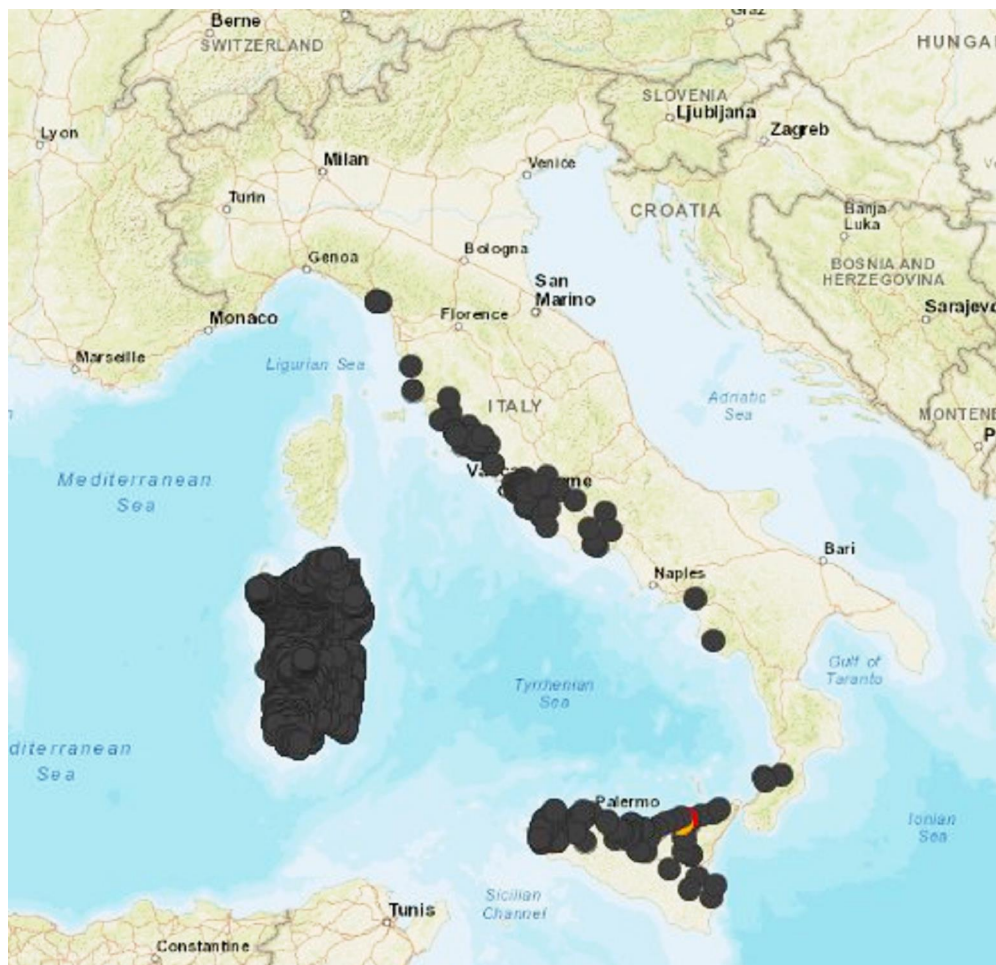 Berne
Graz
SWITZERLAND
HUNGA
SLOVENIA
Ljubljana
Lyon
Zagreb
Milan
Venice
Turin
CROATIA
Banja
Luka
Genoa
Bologna
BOSNIA AND
HERZEGOVINA
San
Marino
Monaco
Florence
Sarajevo
Marseille
Ligurian Sea
ITALY
Adriatic
Sea
MONTENE
P
Mediterranean
Sea
Bari
Naples
Gulf of
Taranto
Tyrrhenian
Sea
diterranean
Sea
Palermo
Ionian
Sea
Sicilian
Channel
Tunis
Constantine